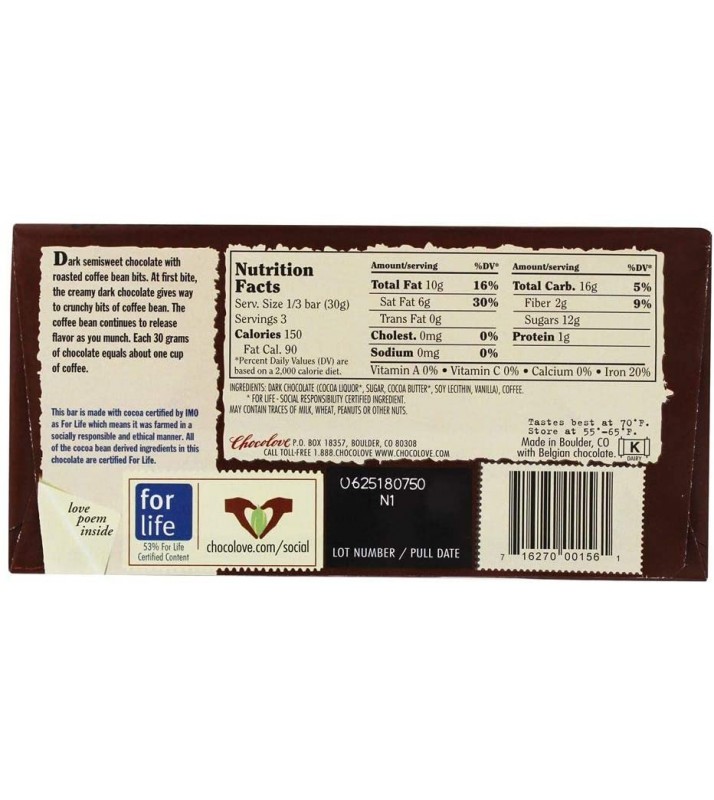 Dark semisweet chocolate with
roasted coffee bean bits. At first bite,
the creamy dark chocolate gives way
to crunchy bits of coffee bean. The
coffee bean continues to release
flavor as you munch. Each 30 grams
of chocolate equals about one cup
of coffee.
This bar is made with cocoa certified by IMO
as For Life which means it was farmed in a
socially responsible and ethical manner. All
of the cocoa bean derived ingredients in this
chocolate are certified For Life.
Nutrition
Facts
Serv. Size 1/3 bar (30g)
Servings 3
Calories 150
Fat Cal. 90
*Percent Daily Values (DV) are
based on a 2,000 calorie diet.
Amount/serving %DV*
Total Fat 10g 16%
Sat Fat 6g 30%
Trans Fat 0g
Cholest. 0mg 0%
Sodium 0mg 0%
Amount/serving %DV*
Total Carb. 16g 5%
Fiber 2g 9%
Sugars 12g
Protein 1g
Vitamin A 0% • Vitamin C 0% • Calcium 0% • Iron 20%
INGREDIENTS: DARK CHOCOLATE (COCOA LIQUOR*, SUGAR, COCOA BUTTER*, SOY LECITHIN, VANILLA), COFFEE.
* FOR LIFE - SOCIAL RESPONSIBILITY CERTIFIED INGREDIENT.
MAY CONTAIN TRACES OF MILK, WHEAT, PEANUTS OR OTHER NUTS.
Tastes best at 70°F.
Store at 55°-65°F.
Chocolove P.O. BOX 18357, BOULDER, CO 80308
CALL TOLL-FREE 1.888.CHOCOLOVE WWW.CHOCOLOVE.COM
Made in Boulder, CO
with Belgian chocolate.
K
DAIRY
love
poem
inside
for
life
53% For Life
Certified Content
chocolove.com/social
0625180750
N1
LOT NUMBER / PULL DATE
7 16270 00156 1